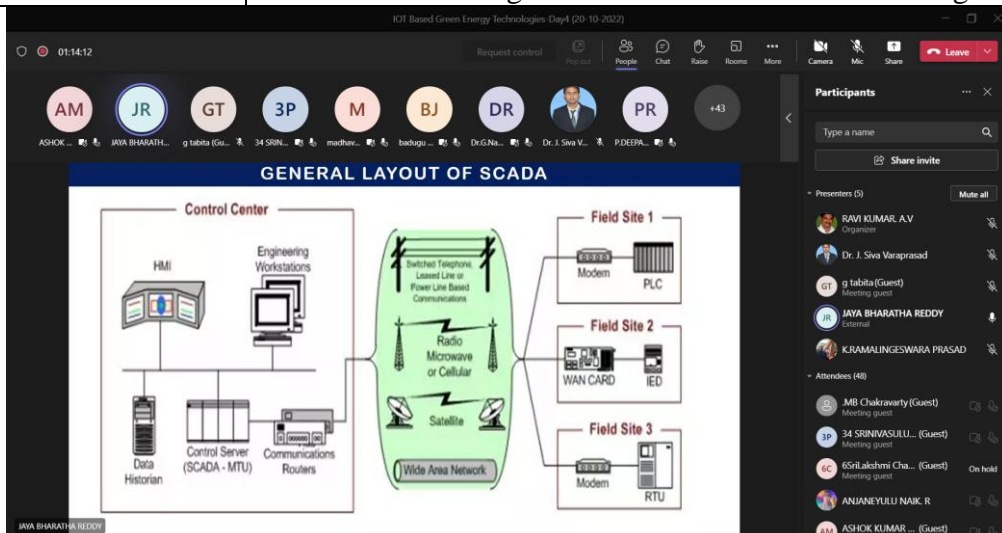 IOT Based Green Energy Technologies-Day4 (20-10-2022)
01:14:12
Request control
Pop out
People
Chat
Raise
Rooms
More
Camera
Mic
Share
Leave
AM
JR
GT
3P
M
BJ
DR
PR
+43
ASHOK ...
JAYA BHARATH...
g tabita (Gu...
34 SRIN...
madhav...
badugu ...
Dr.G.Na...
Dr. J. Siva V...
P.DEEPA...
GENERAL LAYOUT OF SCADA
Control Center
HMI
Engineering
Workstations
Data
Historian
Control Server
(SCADA - MTU)
Communications
Routers
Switched Telephone,
Leased Line or
Power Line Based
Communications
Radio
Microwave
or Cellular
Satellite
Wide Area Network
Field Site 1
Modem
PLC
Field Site 2
WAN CARD
IED
Field Site 3
Modem
RTU
JAYA BHARATHA REDDY
Participants
Type a name
Share invite
Presenters (5)
Mute all
RAVI KUMAR. A.V
Organizer
Dr. J. Siva Varaprasad
GT
g tabita (Guest)
Meeting guest
JR
JAYA BHARATHA REDDY
External
K.RAMALINGESWARA PRASAD
Attendees (48)
.MB Chakravarty (Guest)
Meeting guest
3P
34 SRINIVASULU... (Guest)
Meeting guest
6C
6SriLakshmi Cha... (Guest)
Meeting guest
On hold
ANJANEYULU NAIK. R
AM
ASHOK KUMAR ... (Guest)